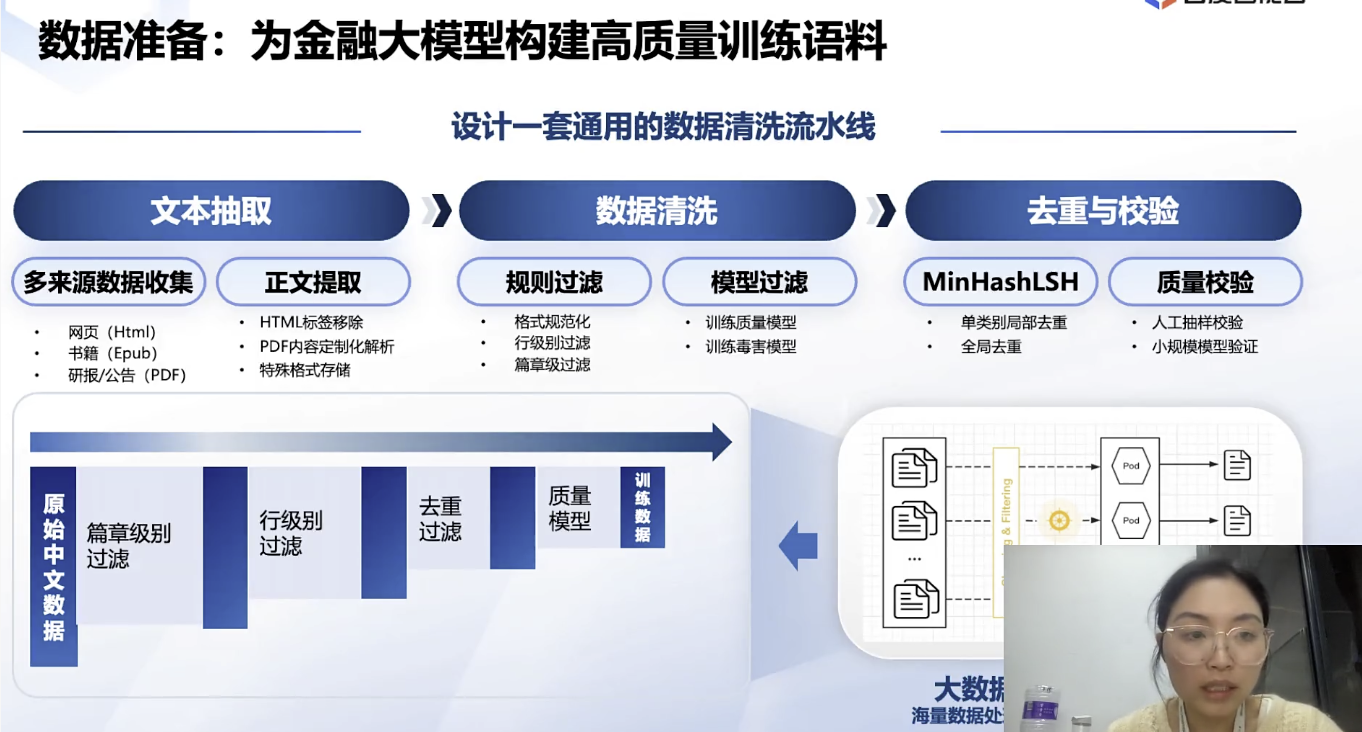 数据准备：为金融大模型构建高质量训练语料
设计一套通用的数据清洗流水线
文本抽取
数据清洗
去重与校验
多来源数据收集
正文提取
规则过滤
模型过滤
MinHashLSH
质量校验
• 网页（Html）
• 书籍（Epub）
• 研报/公告（PDF）
• HTML标签移除
• PDF内容定制化解析
• 特殊格式存储
• 格式规范化
• 行级别过滤
• 篇章级过滤
• 训练质量模型
• 训练毒害模型
• 单类别局部去重
• 全局去重
• 人工抽样校验
• 小规模模型验证
原始中文数据
篇章级别
过滤
行级别
过滤
去重
过滤
质量
模型
训练数据
...
& Filtering
Pod
Pod
大数据
海量数据处